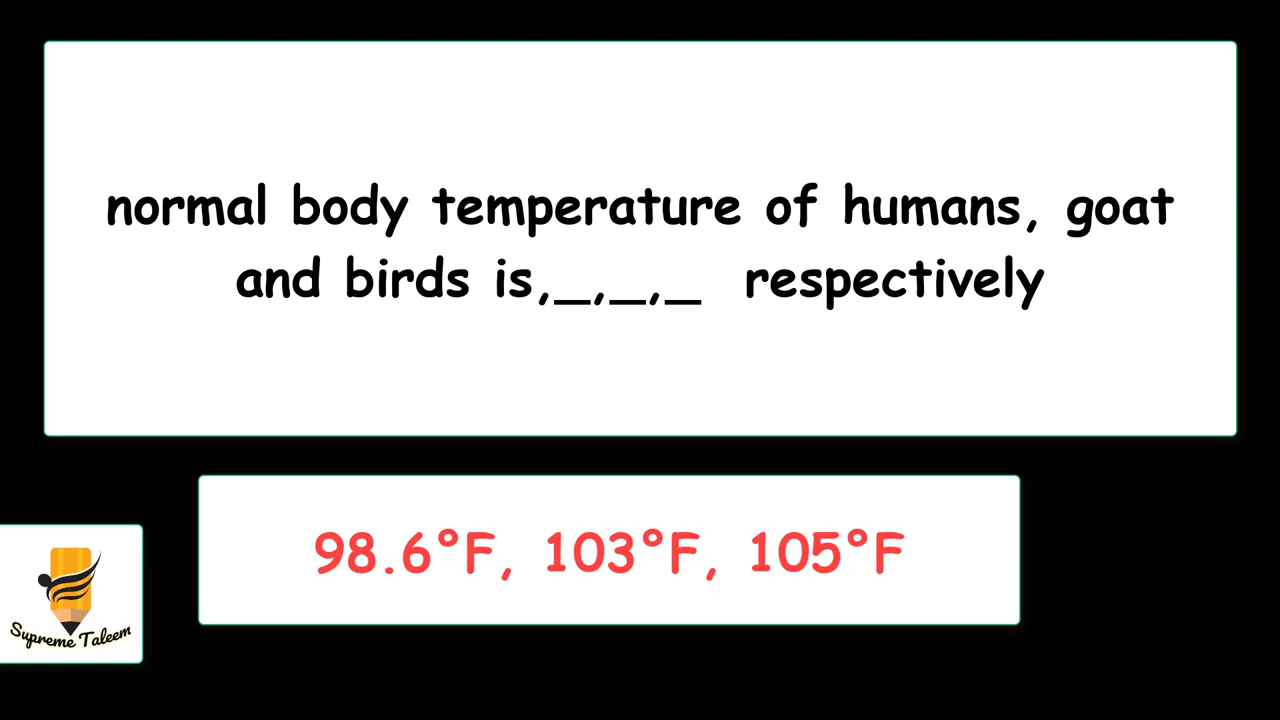 normal body temperature of humans, goat
and birds is,_,_,_ respectively
98.6°F, 103°F, 105°F
Supreme Taleem